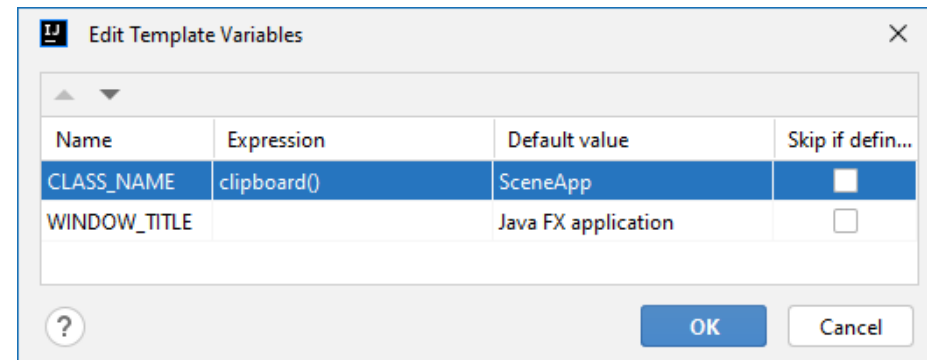 IJ Edit Template Variables
Name Expression Default value Skip if defin...
CLASS_NAME clipboard() SceneApp
WINDOW_TITLE Java FX application
? OK Cancel